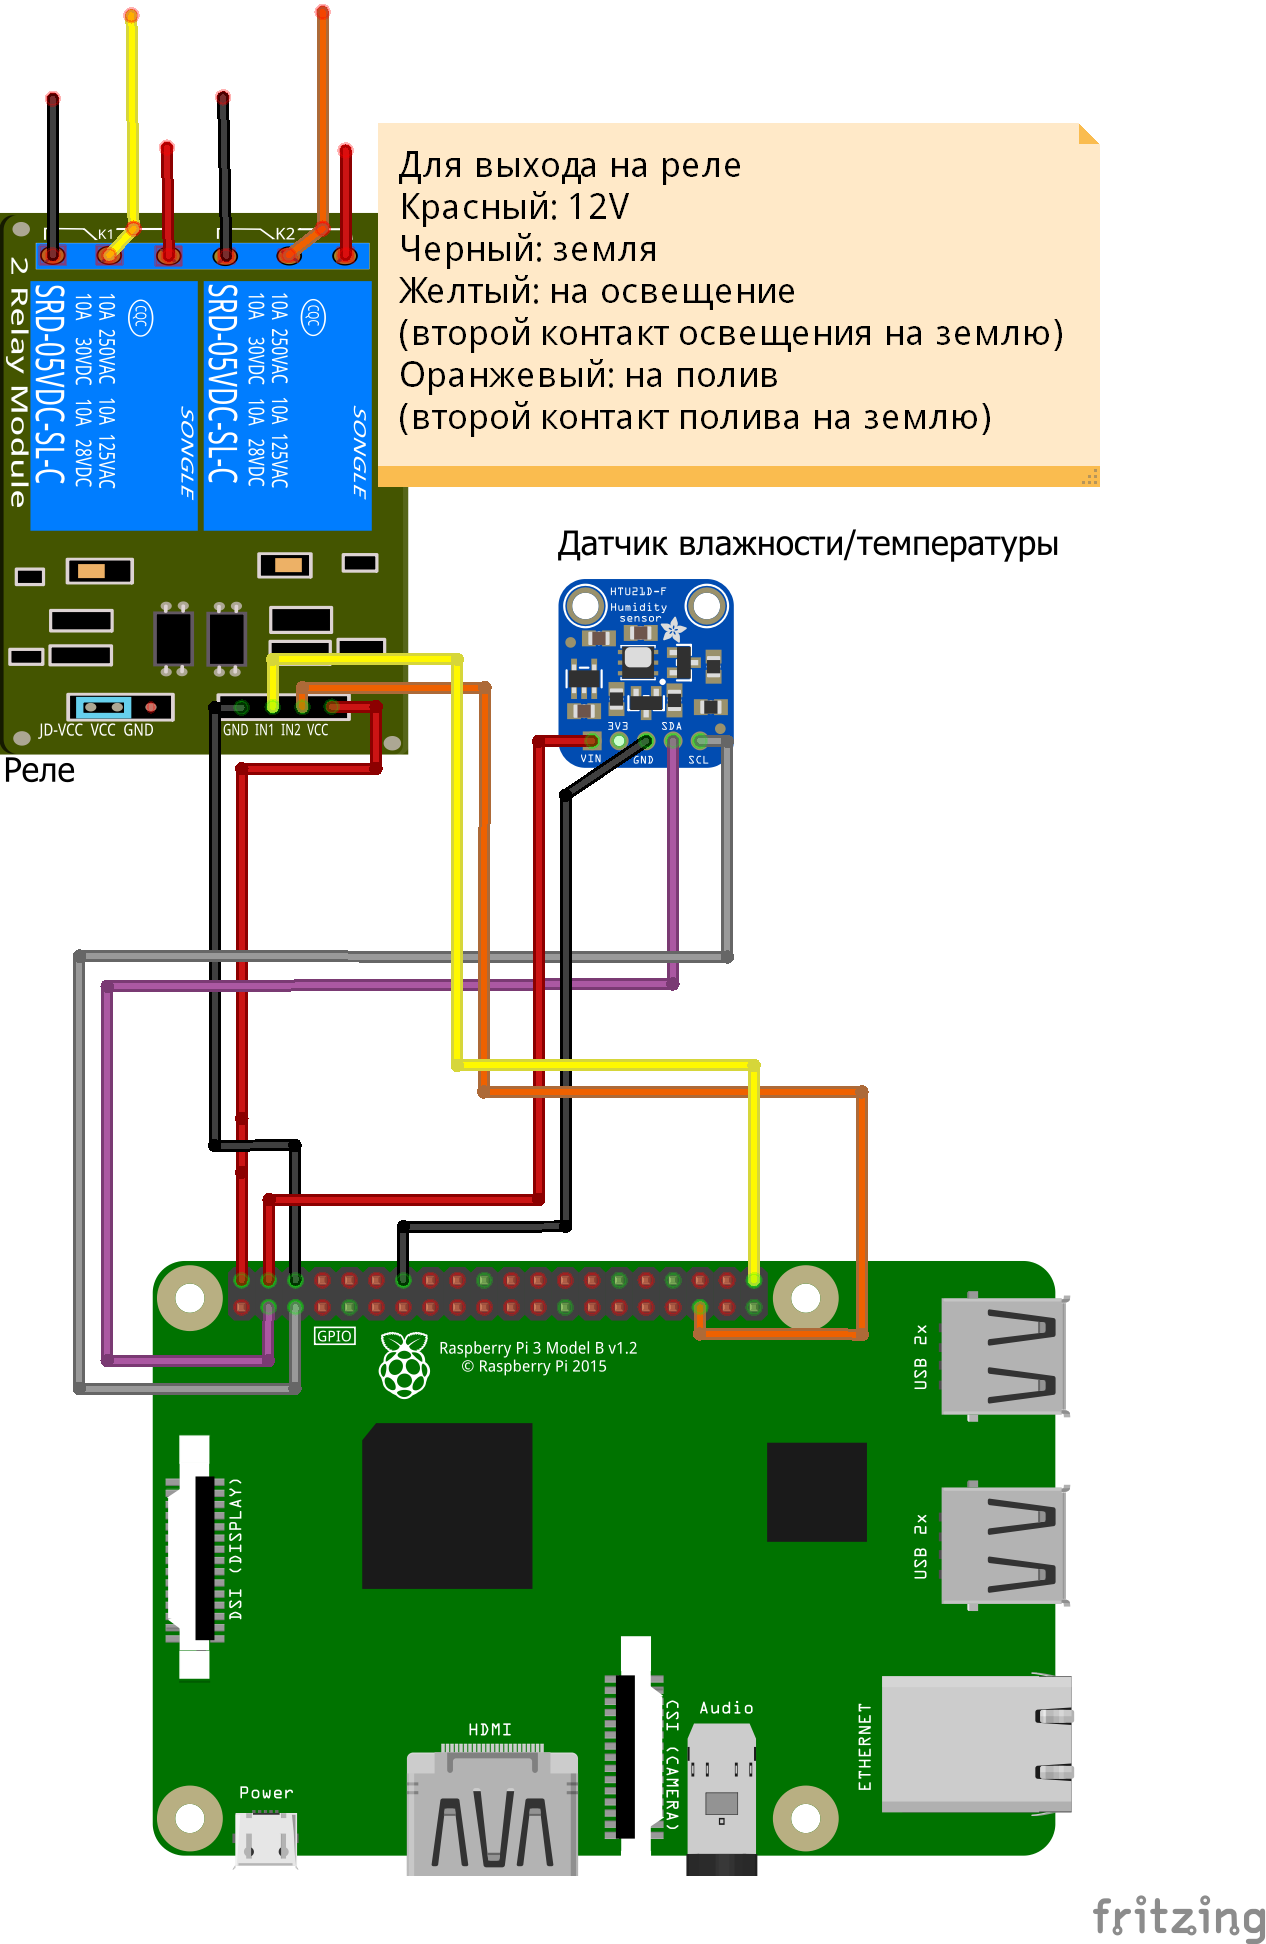 K1
K2
2 Relay Module
SRD-05VDC-SL-C
10A 30VDC 10A 28VDC
10A 250VAC 10A 125VAC
CQC
SONGLE
SRD-05VDC-SL-C
10A 30VDC 10A 28VDC
10A 250VAC 10A 125VAC
CQC
SONGLE
Для выхода на реле
Красный: 12V
Черный: земля
Желтый: на освещение
(второй контакт освещения на землю)
Оранжевый: на полив
(второй контакт полива на землю)
Датчик влажности/температуры
HTU21D-F
Humidity
sensor
3V3 SDA
VIN GND SCL
JD-VCC VCC GND
GND IN1 IN2 VCC
Реле
GPIO
Raspberry Pi 3 Model B v1.2
© Raspberry Pi 2015
USB 2x
USB 2x
DSI (DISPLAY)
Power
HDMI
CSI (CAMERA)
Audio
ETHERNET
fritzing